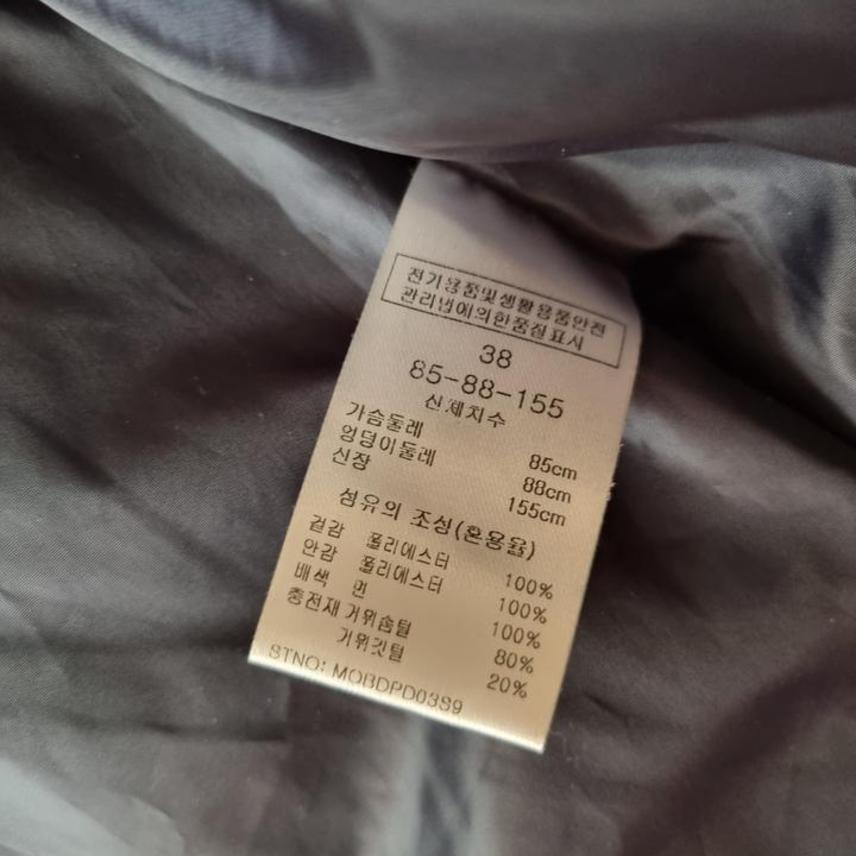 전기용품및생활용품안전
관리법에의한품질표시
38
85-88-155
신체치수
가슴둘레 85cm
엉덩이둘레 88cm
신장 155cm
섬유의 조성(혼용율)
겉감 폴리에스터 100%
안감 폴리에스터 100%
배색 면 100%
충전재 거위솜털 80%
거위깃털 20%
STNO: MOBDPD03S9